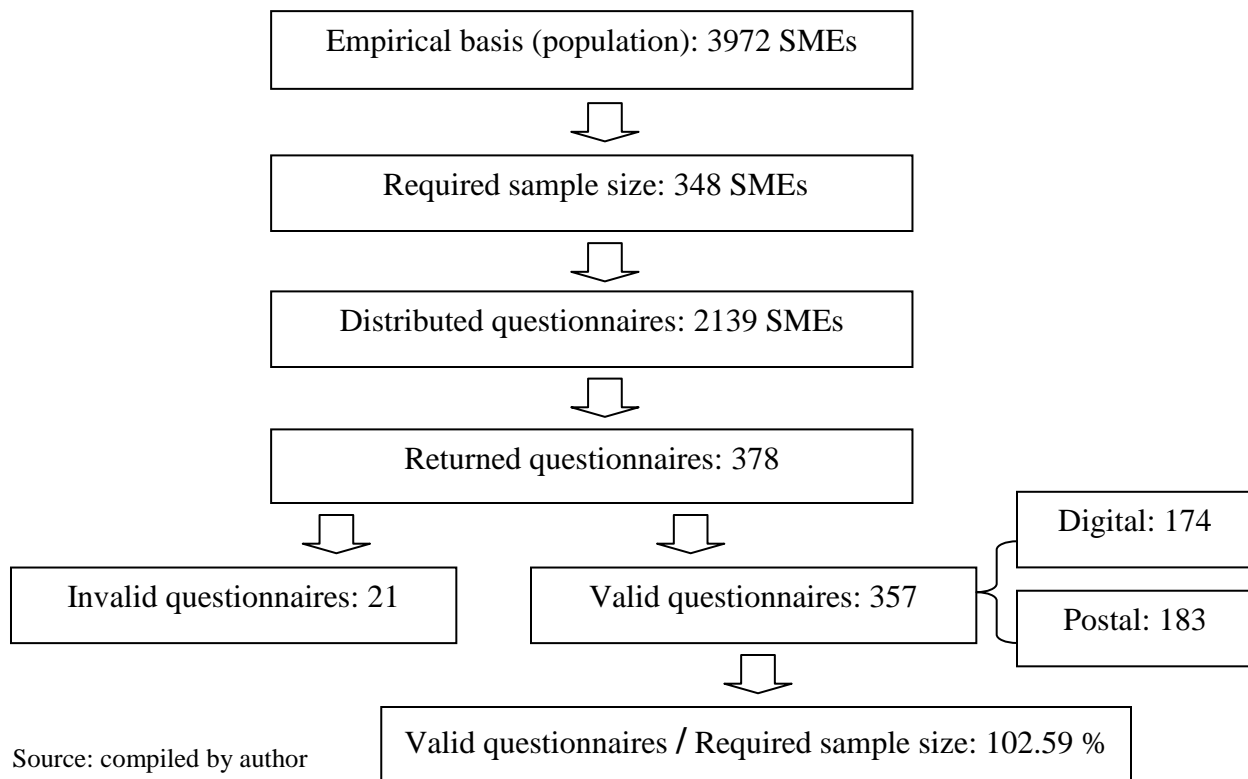 Empirical basis (population): 3972 SMEs
Required sample size: 348 SMEs
Distributed questionnaires: 2139 SMEs
Returned questionnaires: 378
Invalid questionnaires: 21
Valid questionnaires: 357
Digital: 174
Postal: 183
Valid questionnaires / Required sample size: 102.59 %
Source: compiled by author